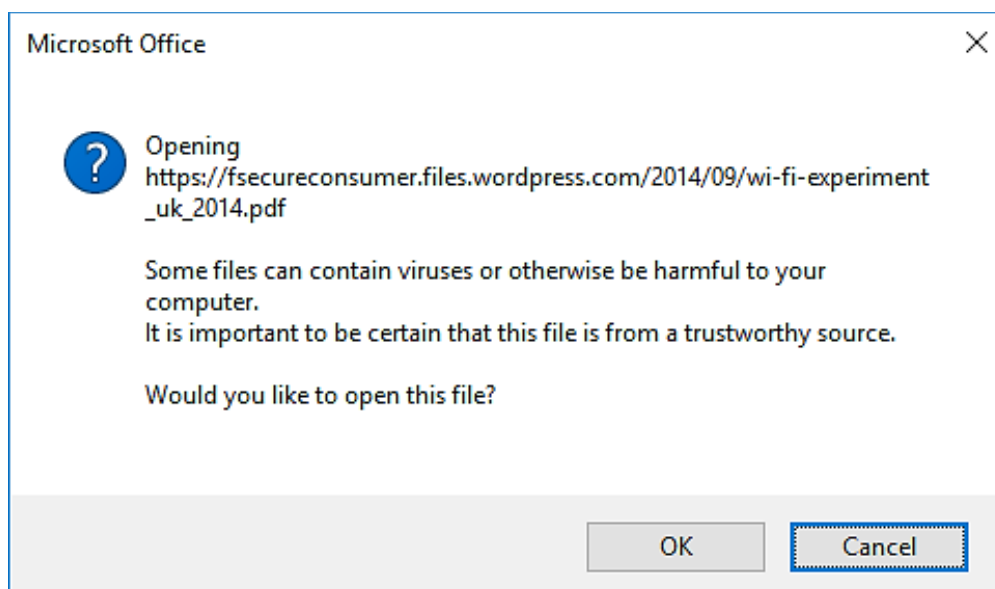 Microsoft Office
Opening
https://fsecureconsumer.files.wordpress.com/2014/09/wi-fi-experiment
_uk_2014.pdf
Some files can contain viruses or otherwise be harmful to your
computer.
It is important to be certain that this file is from a trustworthy source.
Would you like to open this file?
OK
Cancel